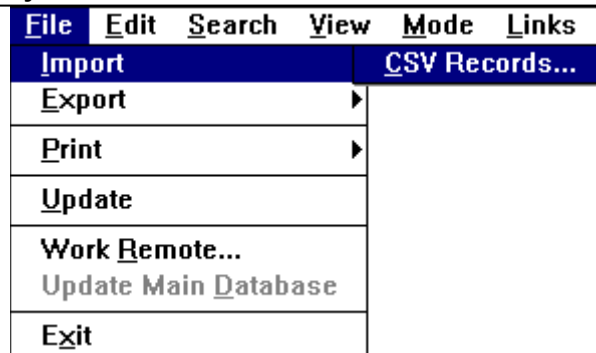 File Edit Search View Mode Links
Import CSV Records...
Export
Print
Update
Work Remote...
Update Main Database
Exit